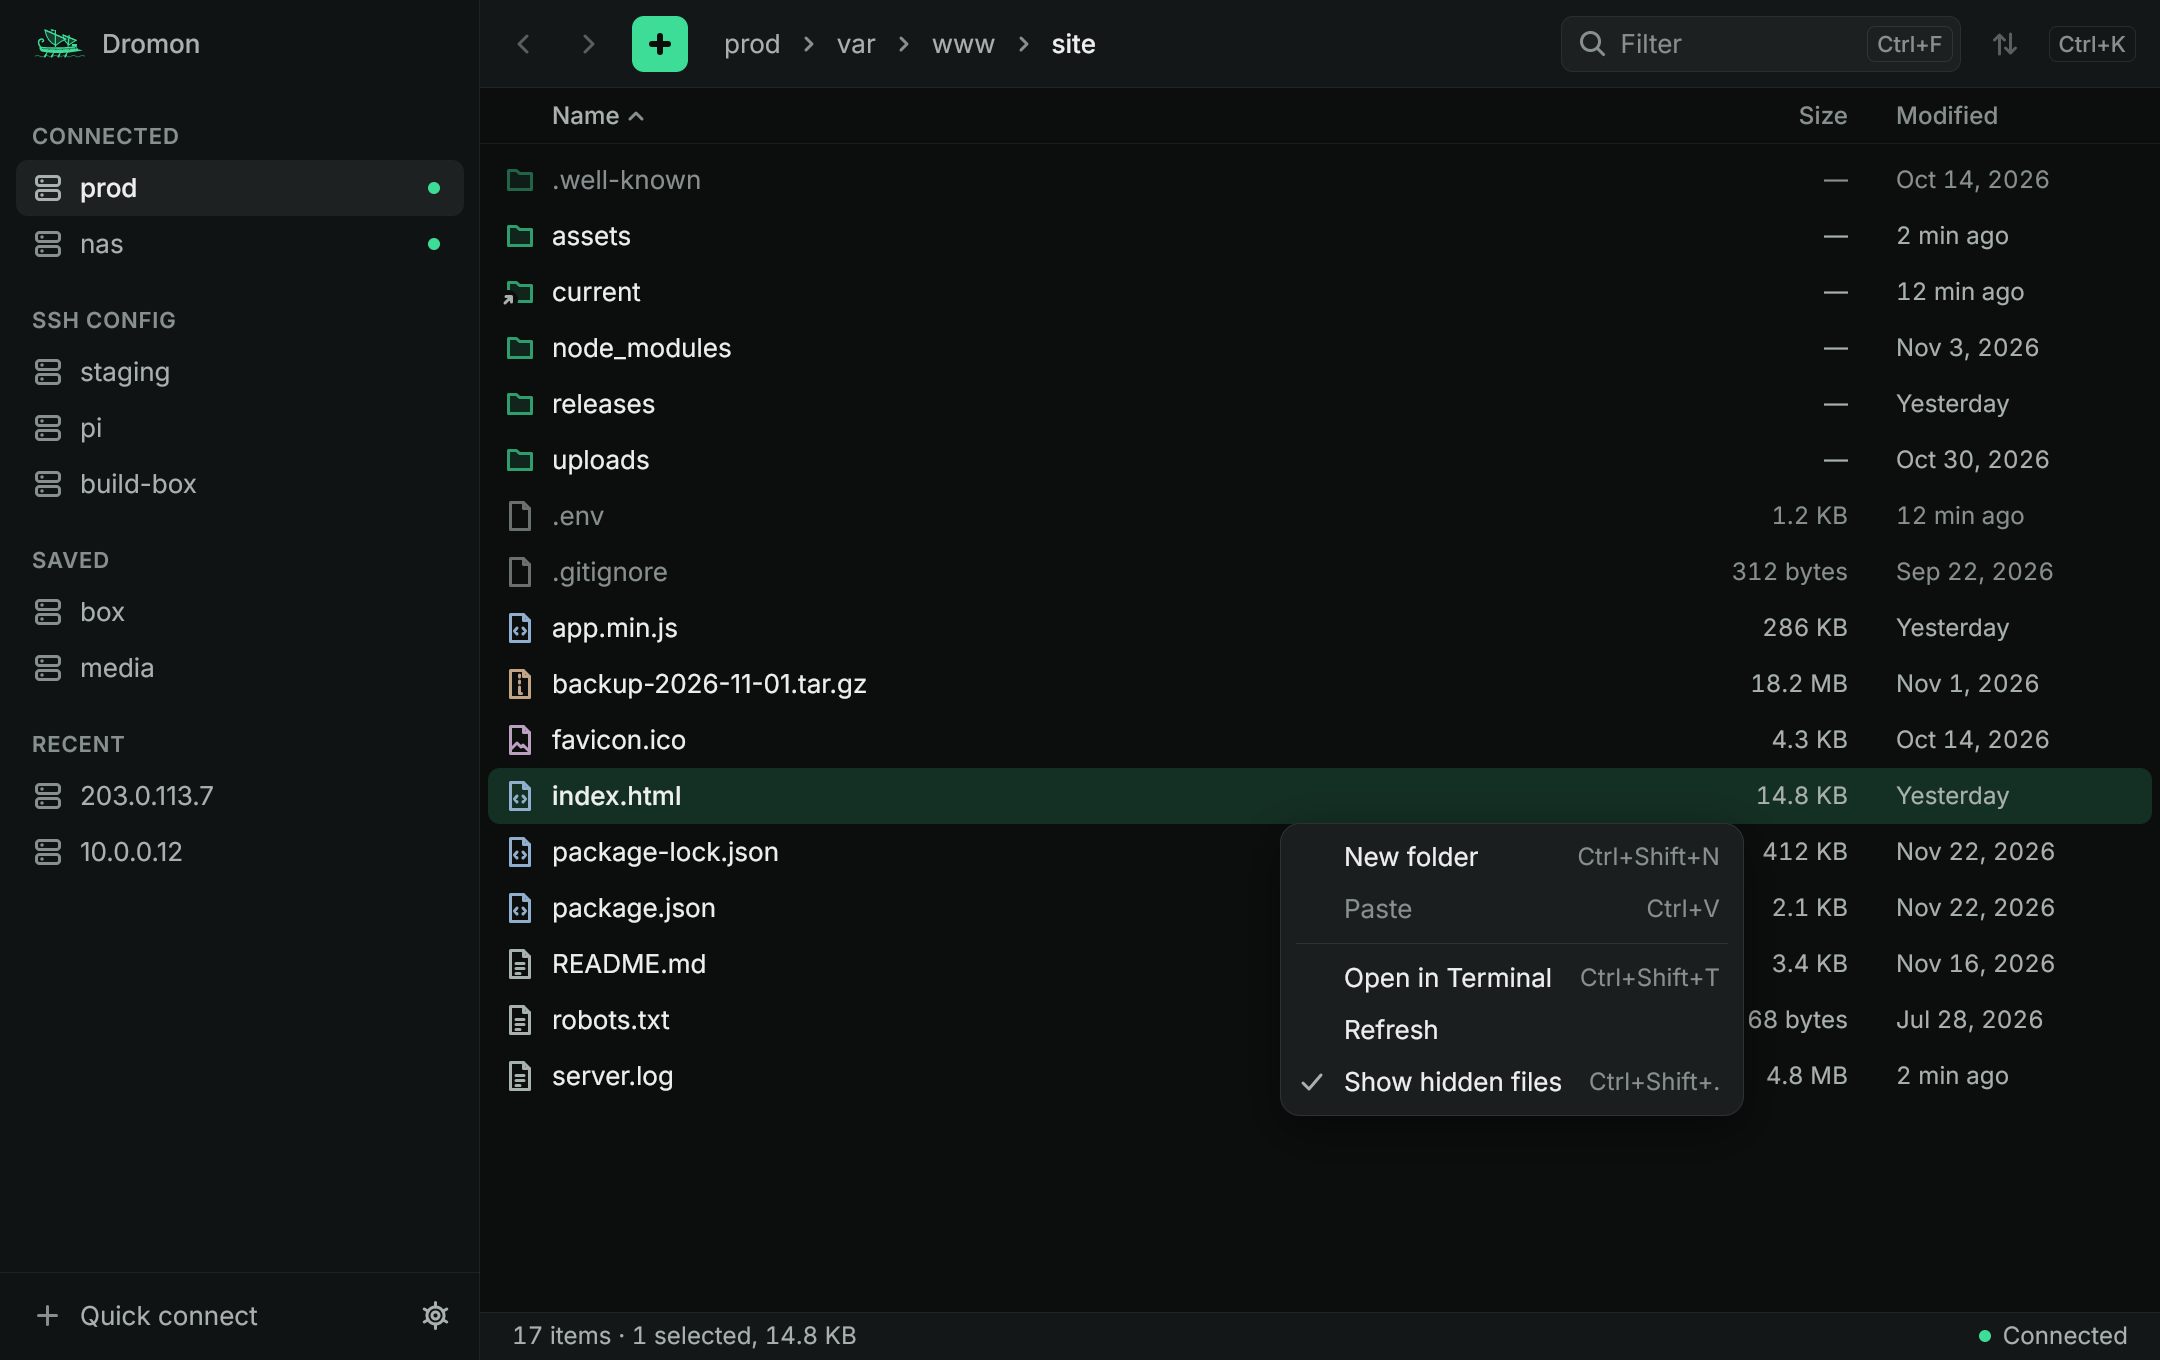 Dromon
CONNECTED
prod
nas
SSH CONFIG
staging
pi
build-box
SAVED
box
media
RECENT
203.0.113.7
10.0.0.12
Quick connect
prod var www site
Filter Ctrl+F Ctrl+K
Name Size Modified
.well-known — Oct 14, 2026
assets — 2 min ago
current — 12 min ago
node_modules — Nov 3, 2026
releases — Yesterday
uploads — Oct 30, 2026
.env 1.2 KB 12 min ago
.gitignore 312 bytes Sep 22, 2026
app.min.js 286 KB Yesterday
backup-2026-11-01.tar.gz 18.2 MB Nov 1, 2026
favicon.ico 4.3 KB Oct 14, 2026
index.html 14.8 KB Yesterday
package-lock.json 412 KB Nov 22, 2026
package.json 2.1 KB Nov 22, 2026
README.md 3.4 KB Nov 16, 2026
robots.txt 68 bytes Jul 28, 2026
server.log 4.8 MB 2 min ago
New folder Ctrl+Shift+N
Paste Ctrl+V
Open in Terminal Ctrl+Shift+T
Refresh
Show hidden files Ctrl+Shift+.
17 items · 1 selected, 14.8 KB
Connected